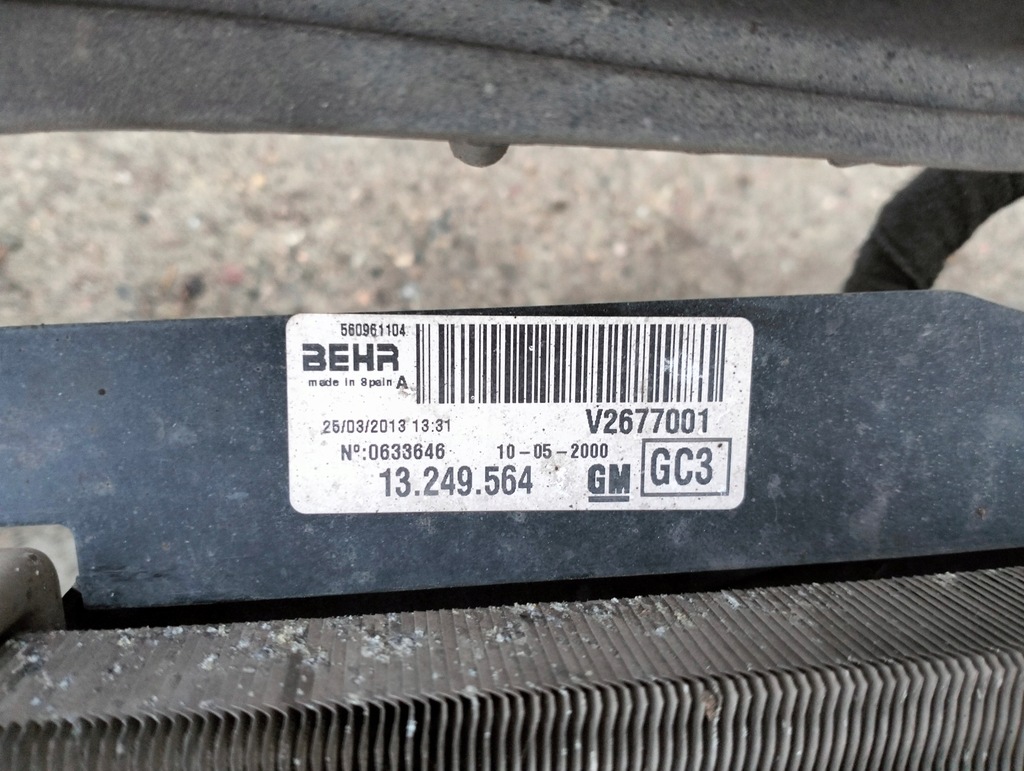 560961104
BEHR
made in Spain A
V2677001
25/03/2013 13:31
Nº:0633646 10-05-2000
13.249.564 GM GC3